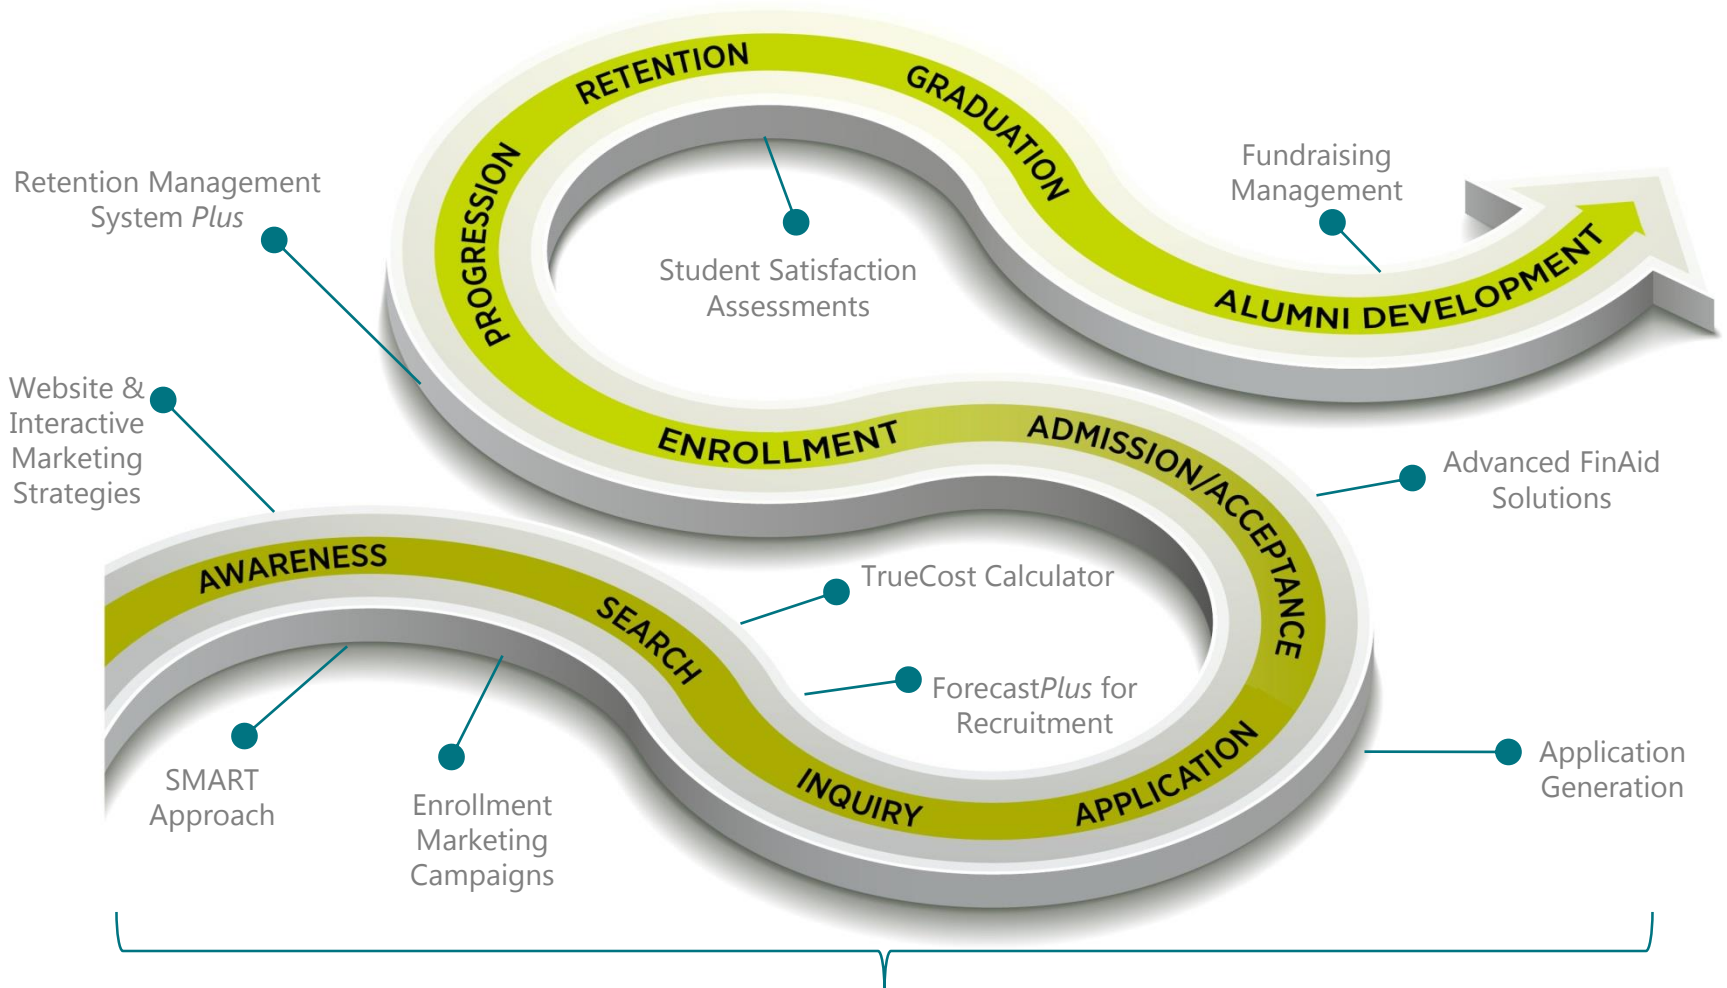 RETENTION
GRADUATION
PROGRESSION
Fundraising
Management
Retention Management
System Plus
Student Satisfaction
Assessments
ALUMNI DEVELOPMENT
Website &
Interactive
Marketing
Strategies
ENROLLMENT
ADMISSION/ACCEPTANCE
Advanced FinAid
Solutions
AWARENESS
SEARCH
TrueCost Calculator
ForecastPlus for
Recruitment
INQUIRY
APPLICATION
Application
Generation
SMART
Approach
Enrollment
Marketing
Campaigns